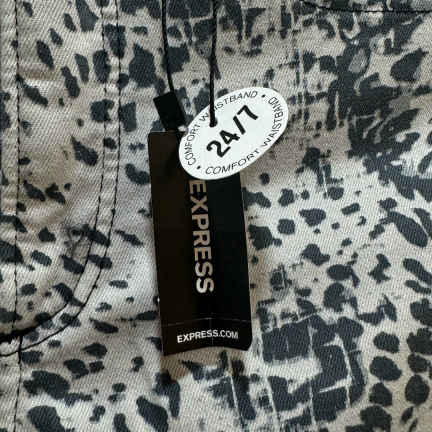 COMFORT WAISTBAND
24/7
COMFORT WAISTBAND
EXPRESS
EXPRESS.COM